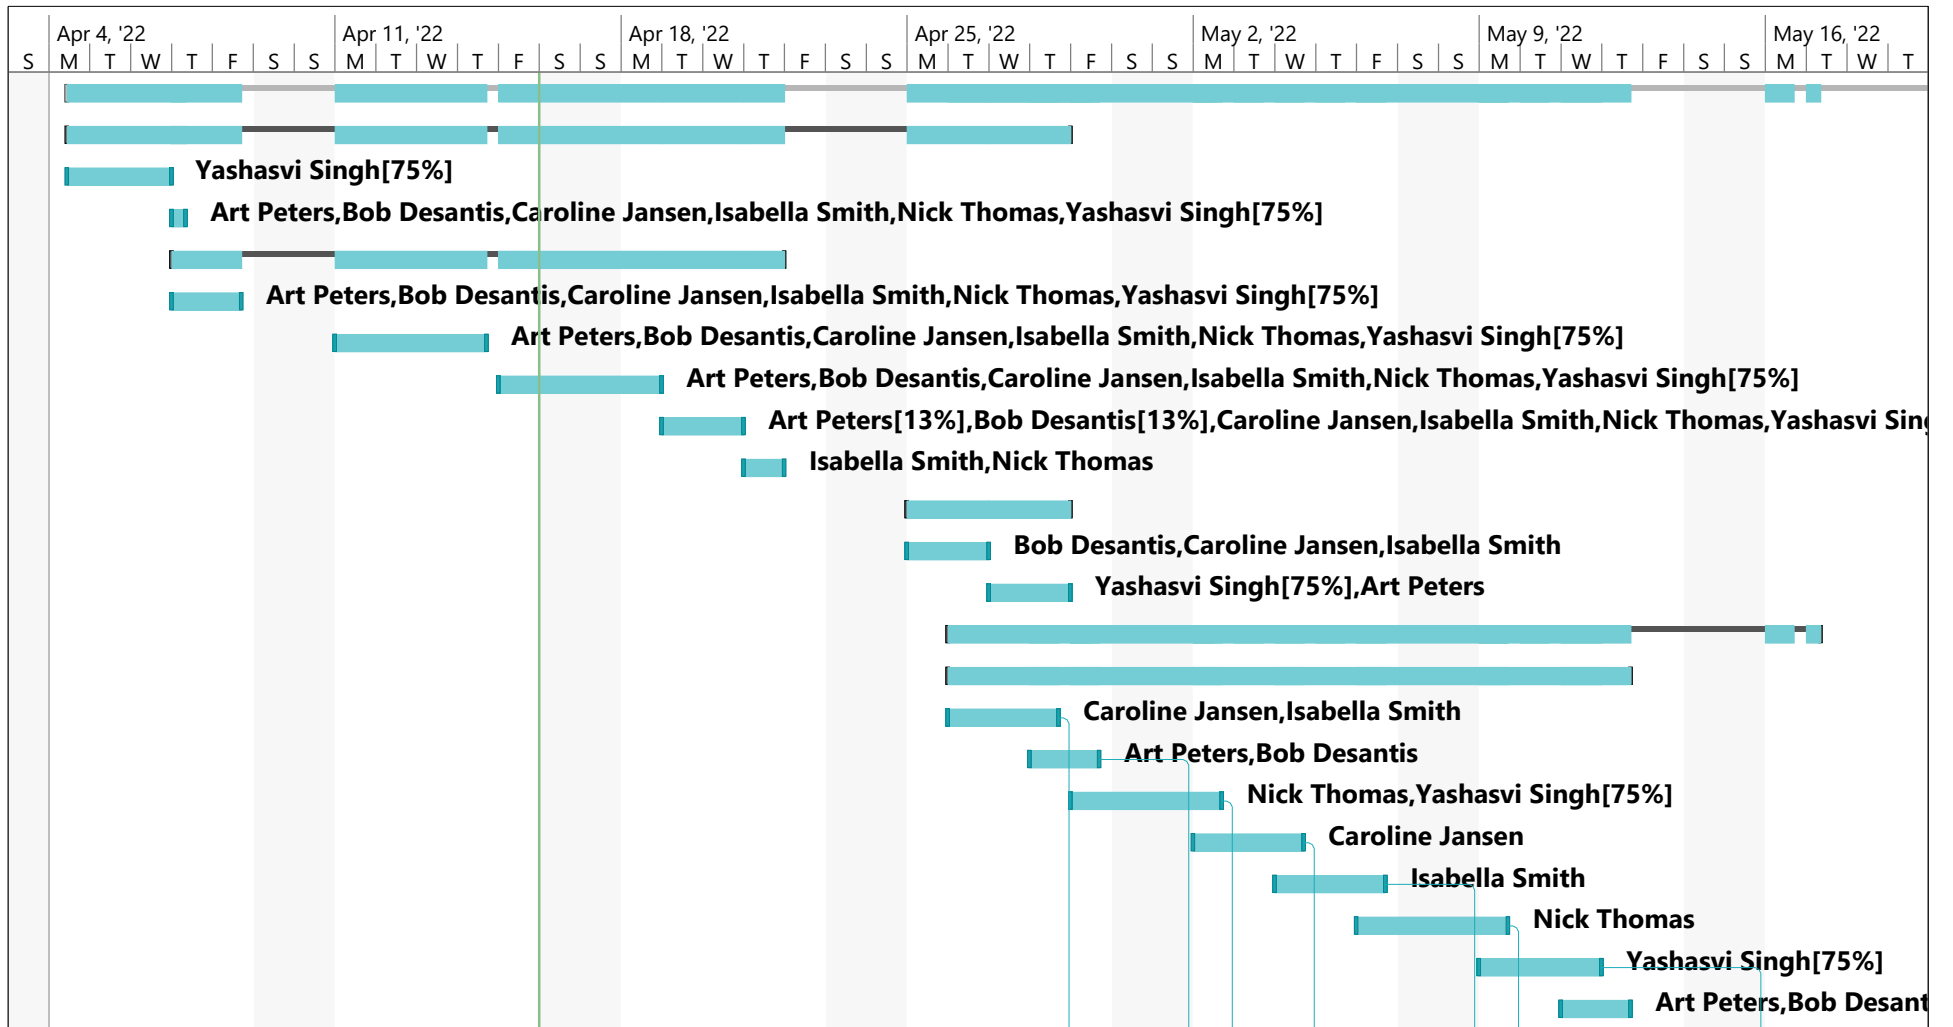 Apr 4, '22 Apr 11, '22 Apr 18, '22 Apr 25, '22 May 2, '22 May 9, '22 May 16, '22
S M T W T F S S M T W T F S S M T W T F S S M T W T F S S M T W T F S S M T W T F S S M T W T
Yashasvi Singh[75%]
Art Peters,Bob Desantis,Caroline Jansen,Isabella Smith,Nick Thomas,Yashasvi Singh[75%]
Art Peters,Bob Desantis,Caroline Jansen,Isabella Smith,Nick Thomas,Yashasvi Singh[75%]
Art Peters,Bob Desantis,Caroline Jansen,Isabella Smith,Nick Thomas,Yashasvi Singh[75%]
Art Peters,Bob Desantis,Caroline Jansen,Isabella Smith,Nick Thomas,Yashasvi Singh[75%]
Art Peters[13%],Bob Desantis[13%],Caroline Jansen,Isabella Smith,Nick Thomas,Yashasvi Sing
Isabella Smith,Nick Thomas
Bob Desantis,Caroline Jansen,Isabella Smith
Yashasvi Singh[75%],Art Peters
Caroline Jansen,Isabella Smith
Art Peters,Bob Desantis
Nick Thomas,Yashasvi Singh[75%]
Caroline Jansen
Isabella Smith
Nick Thomas
Yashasvi Singh[75%]
Art Peters,Bob Desant